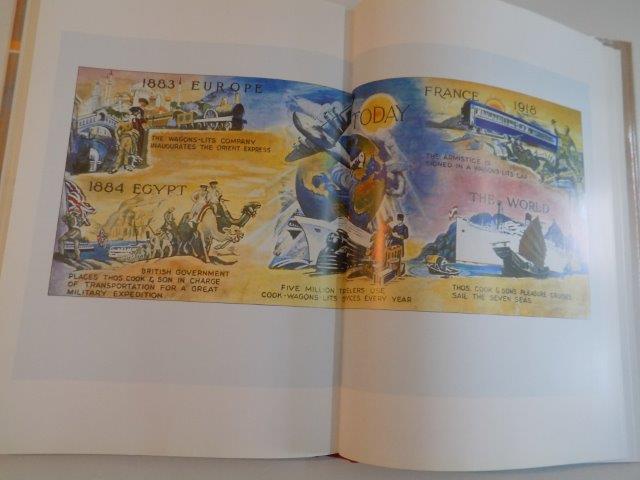 1883 EUROPE
THE WAGONS-LITS COMPANY
INAUGURATES THE ORIENT EXPRESS
1884 EGYPT
BRITISH GOVERNMENT
PLACES THOS. COOK & SON IN CHARGE
OF TRANSPORTATION FOR A GREAT
MILITARY EXPEDITION.
TODAY
FIVE MILLION USE
COOK-WAGONS-LITS EVERY YEAR
FRANCE 1918
THE ARMISTICE IS
SIGNED IN A WAGONS-LITS CAR
THE WORLD
THOS. COOK & SONS PLEASURE CRUISES
SAIL THE SEVEN SEAS